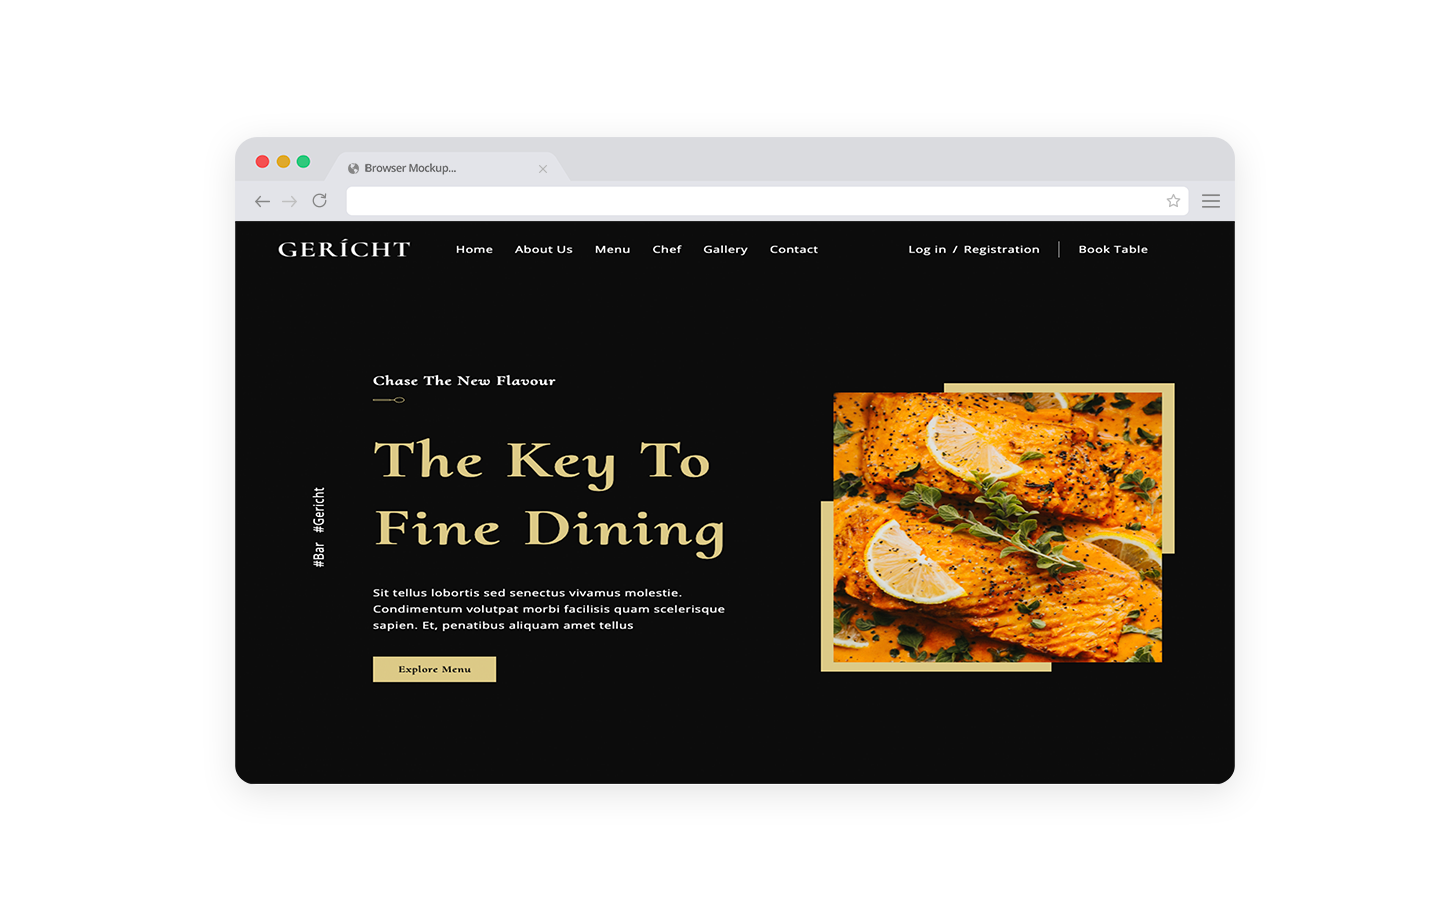 Browser Mockup...
GERÍCHT
Home
About Us
Menu
Chef
Gallery
Contact
Log in / Registration
Book Table
Chase The New Flavour
The Key To
Fine Dining
#Bar #Gericht
Sit tellus lobortis sed senectus vivamus molestie.
Condimentum volutpat morbi facilisis quam scelerisque
sapien. Et, penatibus aliquam amet tellus
Explore Menu